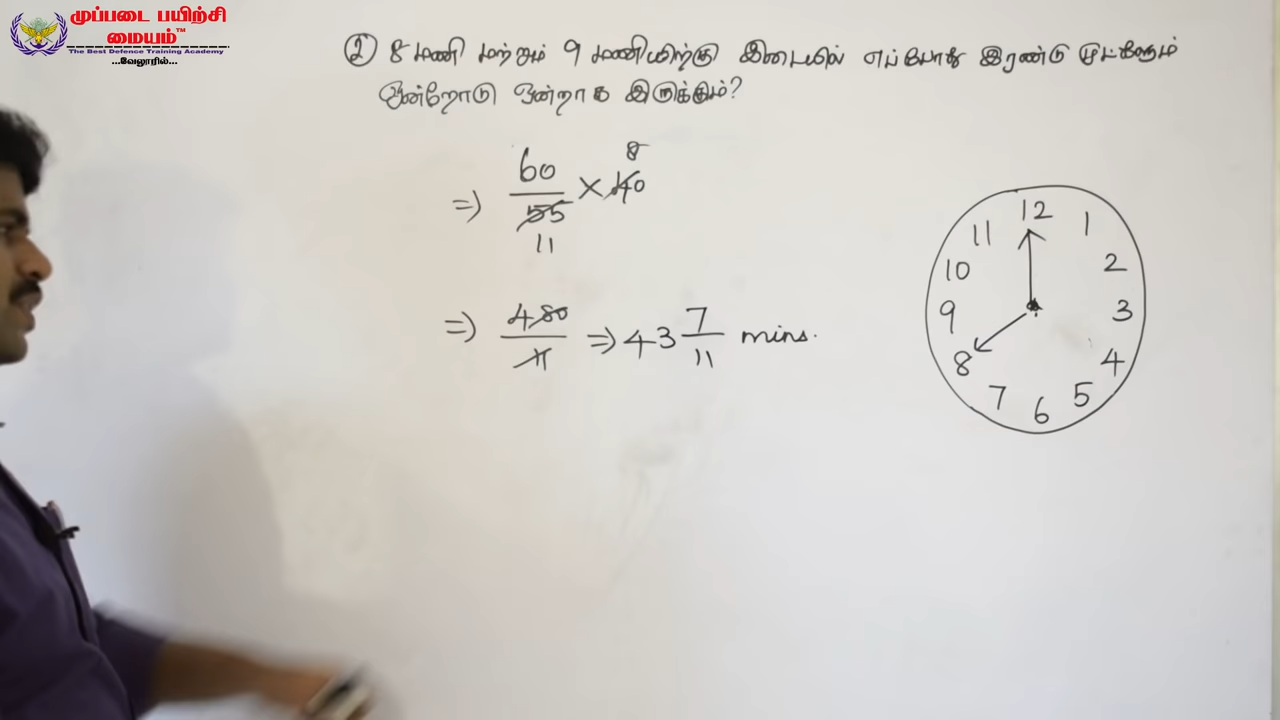 முப்படை பயிற்சி
மையம்™
The Best Defence Training Academy
...வேலூரில்...
② 8 மணி மற்றும் 9 மணியிற்கு இடையில் எப்போது இரண்டு முட்களும்
ஒன்றோடு ஒன்றாக இருக்கும்?
⇒ 60/55 × 40
11
8
⇒ 480/11 ⇒ 43 7/11 mins.
12
11
1
10
2
9
3
8
4
7
5
6